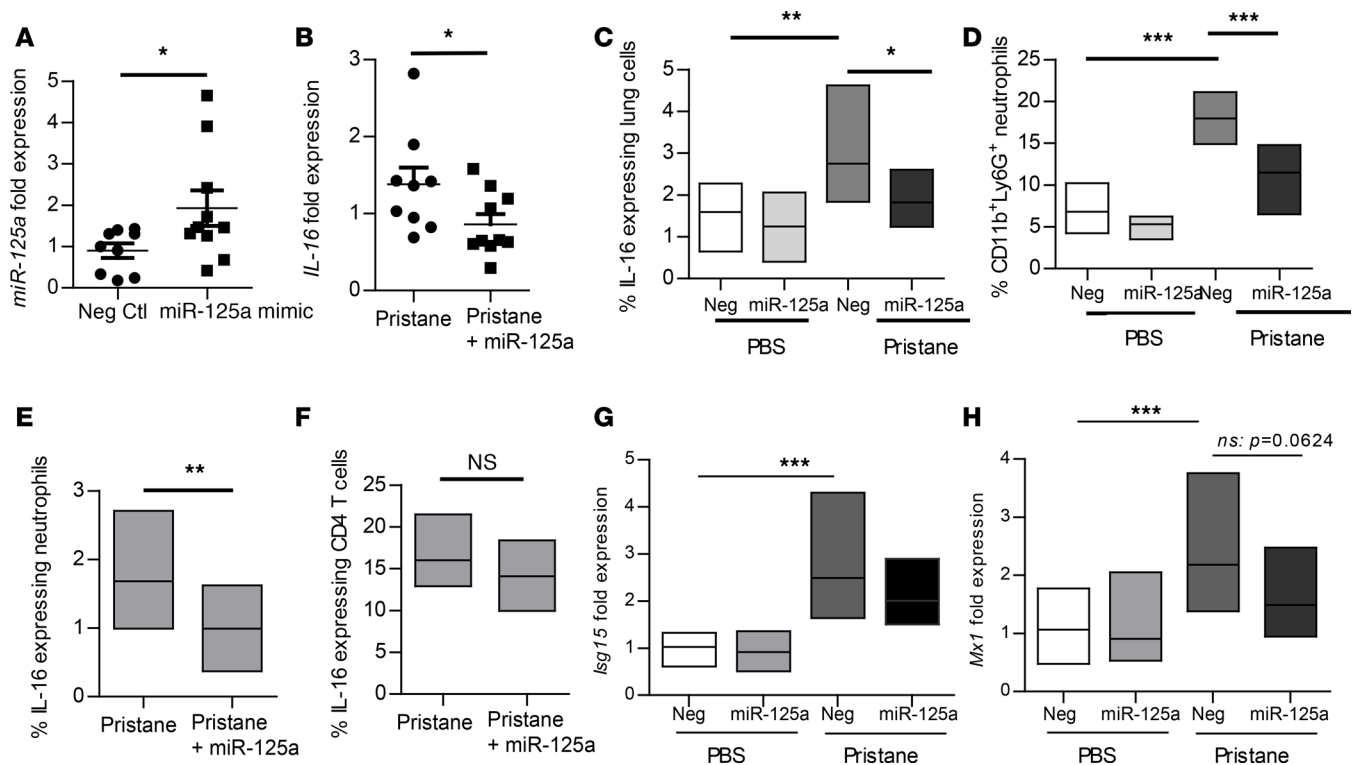 A
*
miR-125a fold expression
5
4
3
2
1
0
Neg Ctl miR-125a mimic
B
*
IL-16 fold expression
3
2
1
0
Pristane
Pristane
+ miR-125a
C
**
*
% IL-16 expressing lung cells
5
4
3
2
1
0
Neg miR-125a Neg miR-125a
PBS Pristane
D
***
***
% CD11b+Ly6G+ neutrophils
25
20
15
10
5
0
Neg miR-125a Neg miR-125a
PBS Pristane
E
**
% IL-16 expressing neutrophils
3
2
1
0
Pristane
Pristane
+ miR-125a
F
NS
% IL-16 expressing CD4 T cells
25
20
15
10
5
0
Pristane
Pristane
+ miR-125a
G
***
Isg15 fold expression
5
4
3
2
1
0
Neg miR-125a Neg miR-125a
PBS Pristane
H
***
ns: p=0.0624
Mx1 fold expression
4
3
2
1
0
Neg miR-125a Neg miR-125a
PBS Pristane